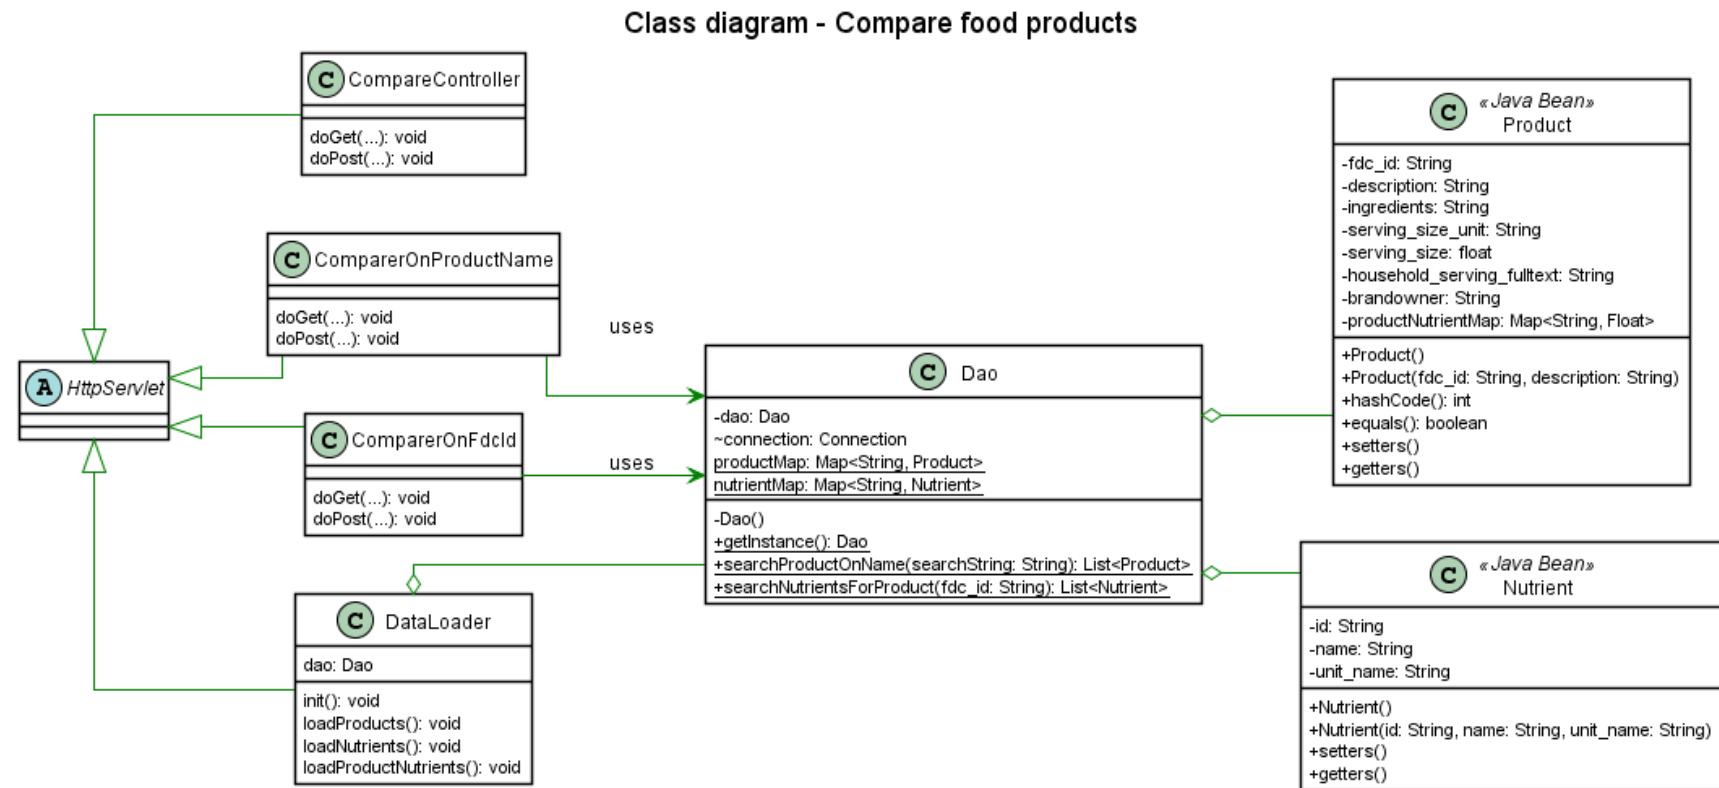 Class diagram - Compare food products
C CompareController
doGet(...): void
doPost(...): void
C ComparerOnProductName
doGet(...): void
doPost(...): void
uses
A HttpServlet
C ComparerOnFdcId
doGet(...): void
doPost(...): void
uses
C DataLoader
dao: Dao
init(): void
loadProducts(): void
loadNutrients(): void
loadProductNutrients(): void
C Dao
-dao: Dao
~connection: Connection
productMap: Map<String, Product>
nutrientMap: Map<String, Nutrient>
-Dao()
+getInstance(): Dao
+searchProductOnName(searchString: String): List<Product>
+searchNutrientsForProduct(fdc_id: String): List<Nutrient>
C «Java Bean»
Product
-fdc_id: String
-description: String
-ingredients: String
-serving_size_unit: String
-serving_size: float
-household_serving_fulltext: String
-brandowner: String
-productNutrientMap: Map<String, Float>
+Product()
+Product(fdc_id: String, description: String)
+hashCode(): int
+equals(): boolean
+setters()
+getters()
C «Java Bean»
Nutrient
-id: String
-name: String
-unit_name: String
+Nutrient()
+Nutrient(id: String, name: String, unit_name: String)
+setters()
+getters()